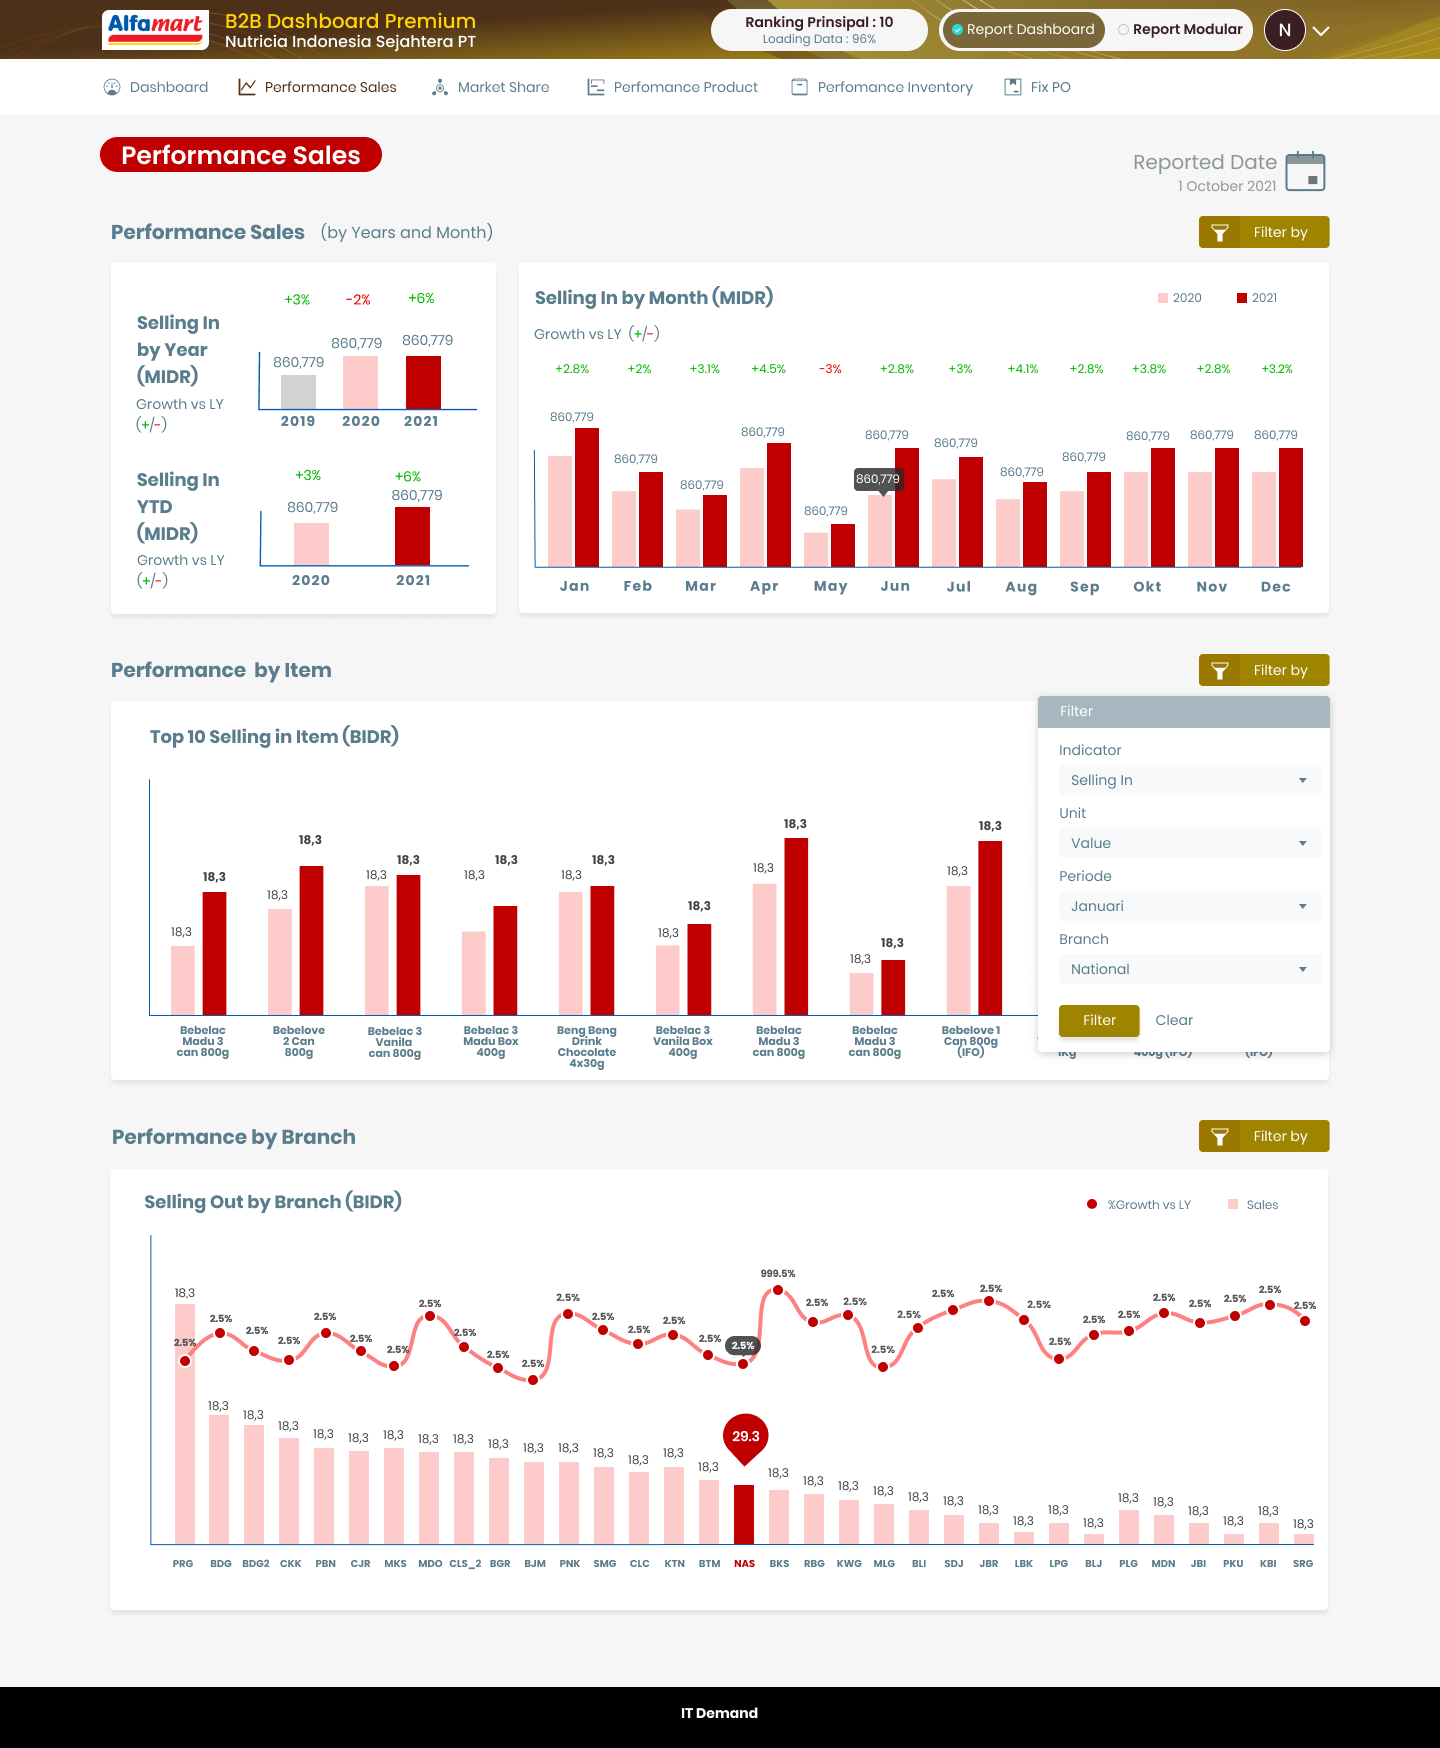 Alfamart
B2B Dashboard Premium
Nutricia Indonesia Sejahtera PT
Ranking Prinsipal : 10
Loading Data : 96%
Report Dashboard
Report Modular
N
Dashboard
Performance Sales
Market Share
Perfomance Product
Perfomance Inventory
Fix PO
Performance Sales
Reported Date
1 October 2021
Performance Sales (by Years and Month)
Filter by
Selling In
by Year
(MIDR)
Growth vs LY
(+/-)
+3% -2% +6%
860,779 860,779 860,779
2019 2020 2021
Selling In
YTD
(MIDR)
Growth vs LY
(+/-)
+3% +6%
860,779 860,779
2020 2021
Selling In by Month (MIDR)
2020 2021
Growth vs LY (+/-)
+2.8% +2% +3.1% +4.5% -3% +2.8% +3% +4.1% +2.8% +3.8% +2.8% +3.2%
860,779 860,779 860,779 860,779 860,779 860,779 860,779 860,779 860,779 860,779 860,779 860,779
860,779
Jan Feb Mar Apr May Jun Jul Aug Sep Okt Nov Dec
Performance by Item
Filter by
Top 10 Selling in Item (BIDR)
18,3 18,3 18,3 18,3 18,3 18,3 18,3 18,3 18,3 18,3 18,3 18,3 18,3 18,3 18,3 18,3 18,3 18,3
Bebelac
Madu 3
can 800g
Bebelove
2 Can
800g
Bebelac 3
Vanila
can 800g
Bebelac 3
Madu Box
400g
Beng Beng
Drink
Chocolate
4x30g
Bebelac 3
Vanila Box
400g
Bebelac
Madu 3
can 800g
Bebelac
Madu 3
can 800g
Bebelove 1
Can 800g
(IFO)
1Kg
400g (IFO)
(IFO)
Filter
Indicator
Selling In
Unit
Value
Periode
Januari
Branch
National
Filter
Clear
Performance by Branch
Filter by
Selling Out by Branch (BIDR)
%Growth vs LY
Sales
2.5% 2.5% 2.5% 2.5% 2.5% 2.5% 2.5% 2.5% 2.5% 2.5% 2.5% 2.5% 2.5% 2.5% 2.5% 2.5% 2.5% 999.5% 2.5% 2.5% 2.5% 2.5% 2.5% 2.5% 2.5% 2.5% 2.5% 2.5% 2.5% 2.5% 2.5% 2.5% 2.5%
18,3 18,3 18,3 18,3 18,3 18,3 18,3 18,3 18,3 18,3 18,3 18,3 18,3 18,3 18,3 18,3 29.3 18,3 18,3 18,3 18,3 18,3 18,3 18,3 18,3 18,3 18,3 18,3 18,3 18,3 18,3 18,3 18,3
PRG BDG BDG2 CKK PBN CJR MKS MDO CLS_2 BGR BJM PNK SMG CLC KTN BTM NAS BKS RBG KWG MLG BLI SDJ JBR LBK LPG BLJ PLG MDN JBI PKU KBI SRG
IT Demand